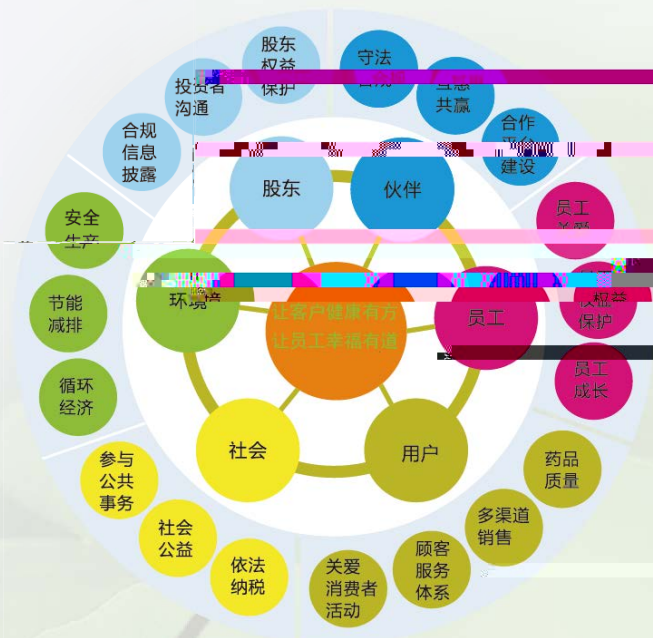 股东
权益
保护
守法
投资者
沟通
互惠
共赢
合规
信息
披露
合作
平台
建设
股东
伙伴
安全
生产
员工
关爱
环境
节能
减排
让客户健康有方
让员工幸福有道
员工
权益
保护
循环
经济
员工
成长
社会
用户
参与
公共
事务
药品
质量
社会
公益
多渠道
销售
依法
纳税
关爱
消费者
活动
顾客
服务
体系